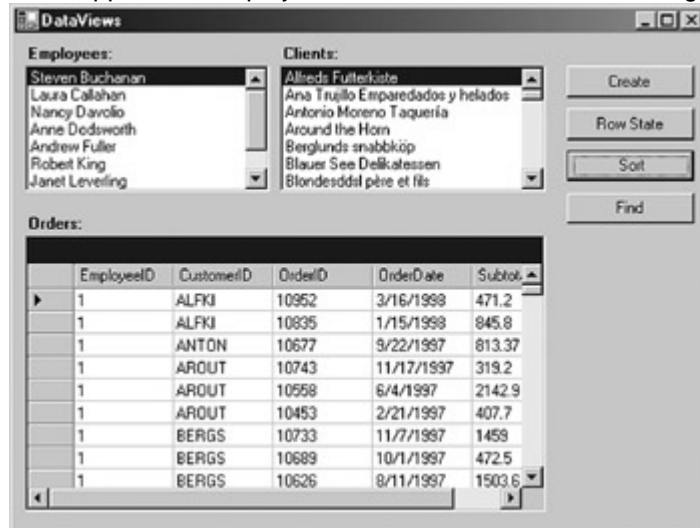 DataViews
Employees:
Steven Buchanan
Laura Callahan
Nancy Davolio
Anne Dodsworth
Andrew Fuller
Robert King
Janet Leverling
Clients:
Alfreds Futterkiste
Ana Trujillo Emparedados y helados
Antonio Moreno Taquería
Around the Horn
Berglunds snabbköp
Blauer See Delikatessen
Blondesddsl père et fils
Create
Row State
Sort
Find
Orders:
EmployeeID CustomerID OrderID OrderDate Subtot
1 ALFKI 10952 3/16/1998 471.2
1 ALFKI 10835 1/15/1998 845.8
1 ANTON 10677 9/22/1997 813.37
1 AROUT 10743 11/17/1997 319.2
1 AROUT 10558 6/4/1997 2142.9
1 AROUT 10453 2/21/1997 407.7
1 BERGS 10733 11/7/1997 1459
1 BERGS 10689 10/1/1997 472.5
1 BERGS 10626 8/11/1997 1503.6